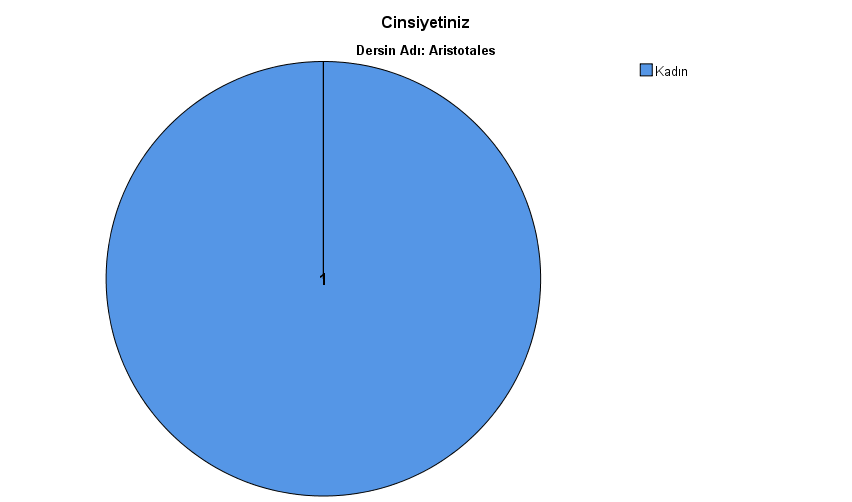 Cinsiyetiniz
Dersin Adı: Aristotales
Kadın
1